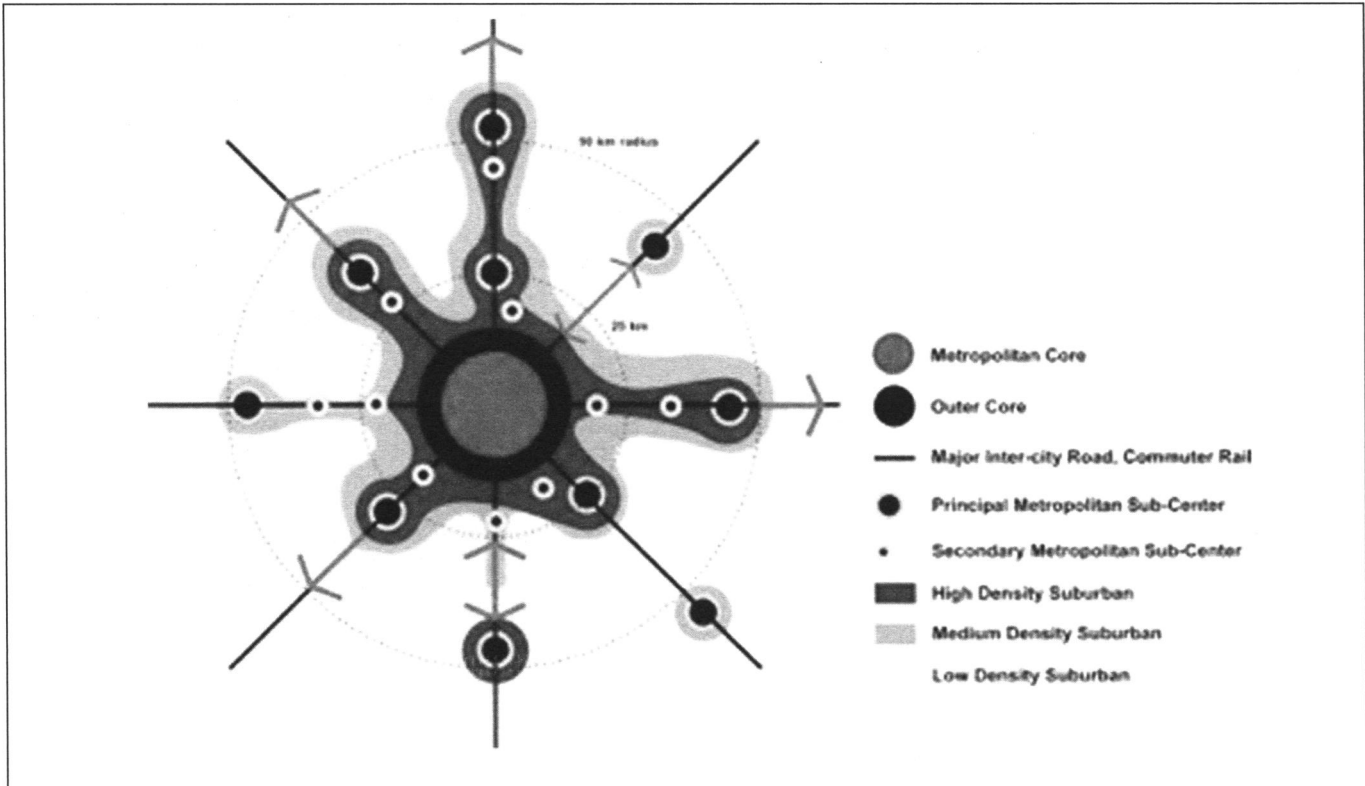 50 km radius
25 km
Metropolitan Core
Outer Core
Major Inter-city Road, Commuter Rail
Principal Metropolitan Sub-Center
Secondary Metropolitan Sub-Center
High Density Suburban
Medium Density Suburban
Low Density Suburban